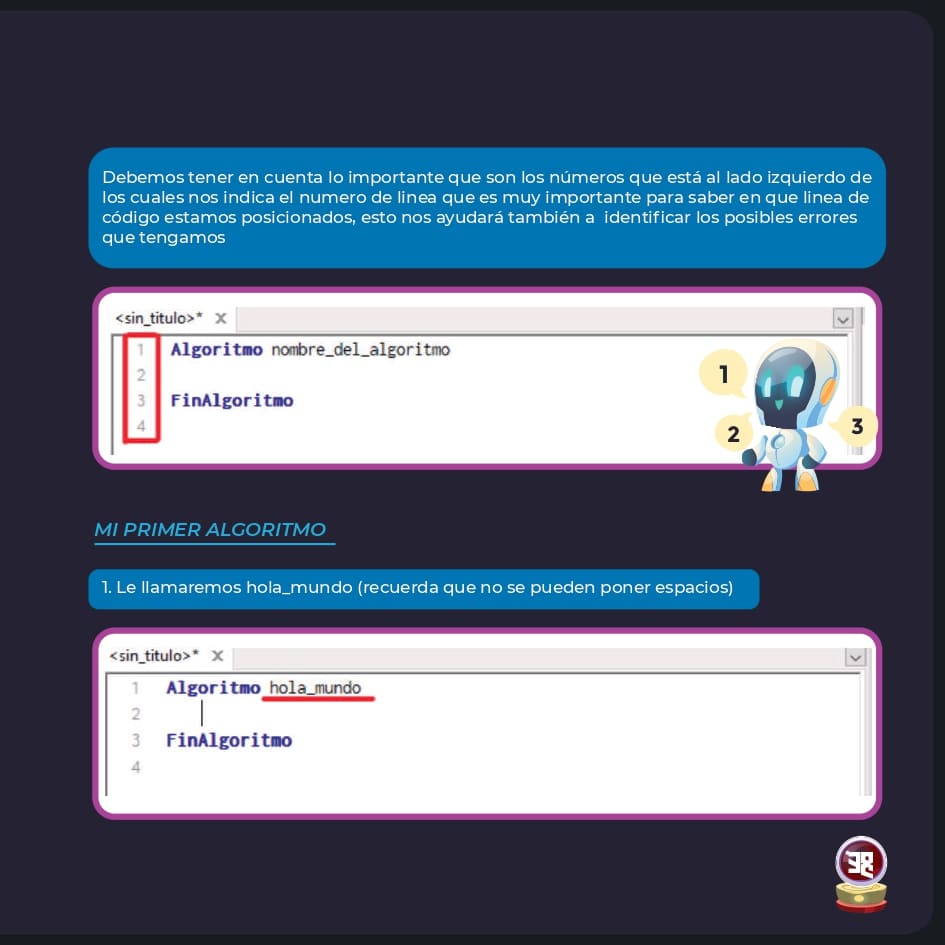 Debemos tener en cuenta lo importante que son los números que está al lado izquierdo de
los cuales nos indica el numero de linea que es muy importante para saber en que linea de
código estamos posicionados, esto nos ayudará también a identificar los posibles errores
que tengamos
<sin_titulo>* X
1 Algoritmo nombre_del_algoritmo
2
3 FinAlgoritmo
4
1
2
3
MI PRIMER ALGORITMO
1. Le llamaremos hola_mundo (recuerda que no se pueden poner espacios)
<sin_titulo>* X
1 Algoritmo hola_mundo
2
3 FinAlgoritmo
4